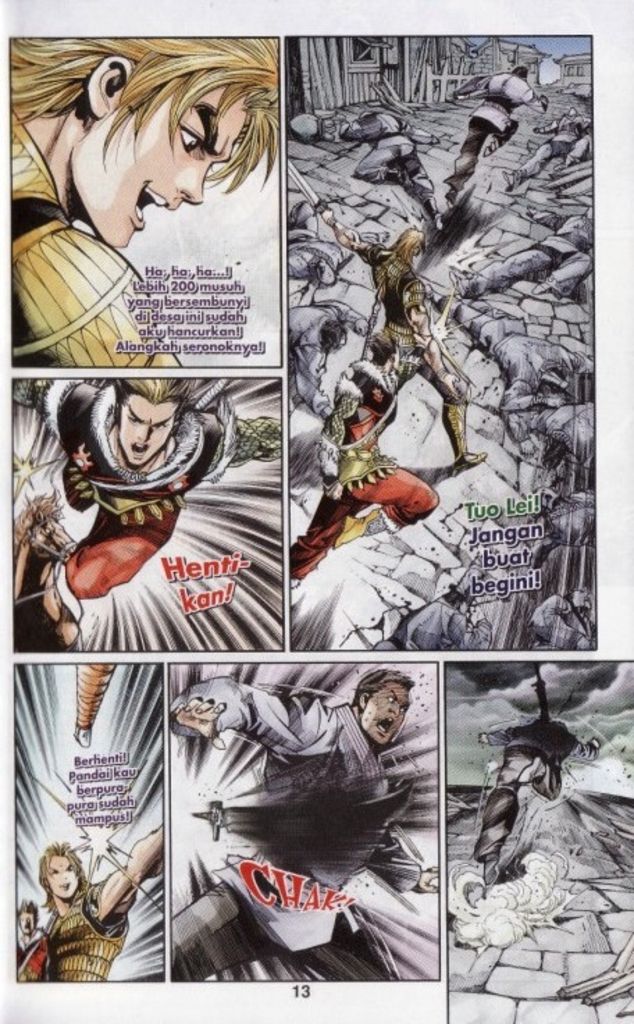 Ha, ha, ha...!
Lebih 200 musuh
yang bersembunyi
di desa ini sudah
aku hancurkan!
Alangkah seronoknya!
Tuo Lei!
Jangan
buat
begini!
Henti-
kan!
Berhenti!
Pandai kau
berpura
pura sudah
mampus!
CHAK!
13